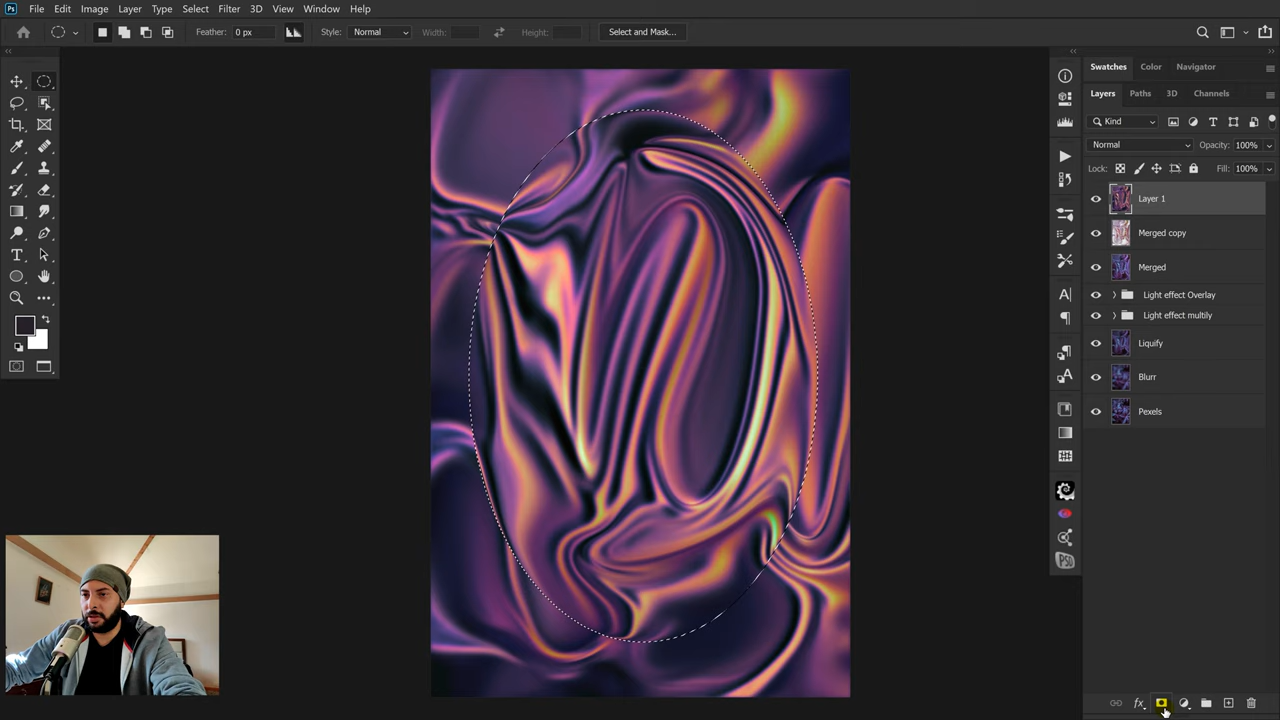 Ps File Edit Image Layer Type Select Filter 3D View Window Help
Feather: 0 px Style: Normal Width: Height: Select and Mask...
Swatches Color Navigator
Layers Paths 3D Channels
Kind
Normal Opacity: 100%
Lock: Fill: 100%
Layer 1
Merged copy
Merged
Light effect Overlay
Light effect multily
Liquify
Blurr
Pexels
fx